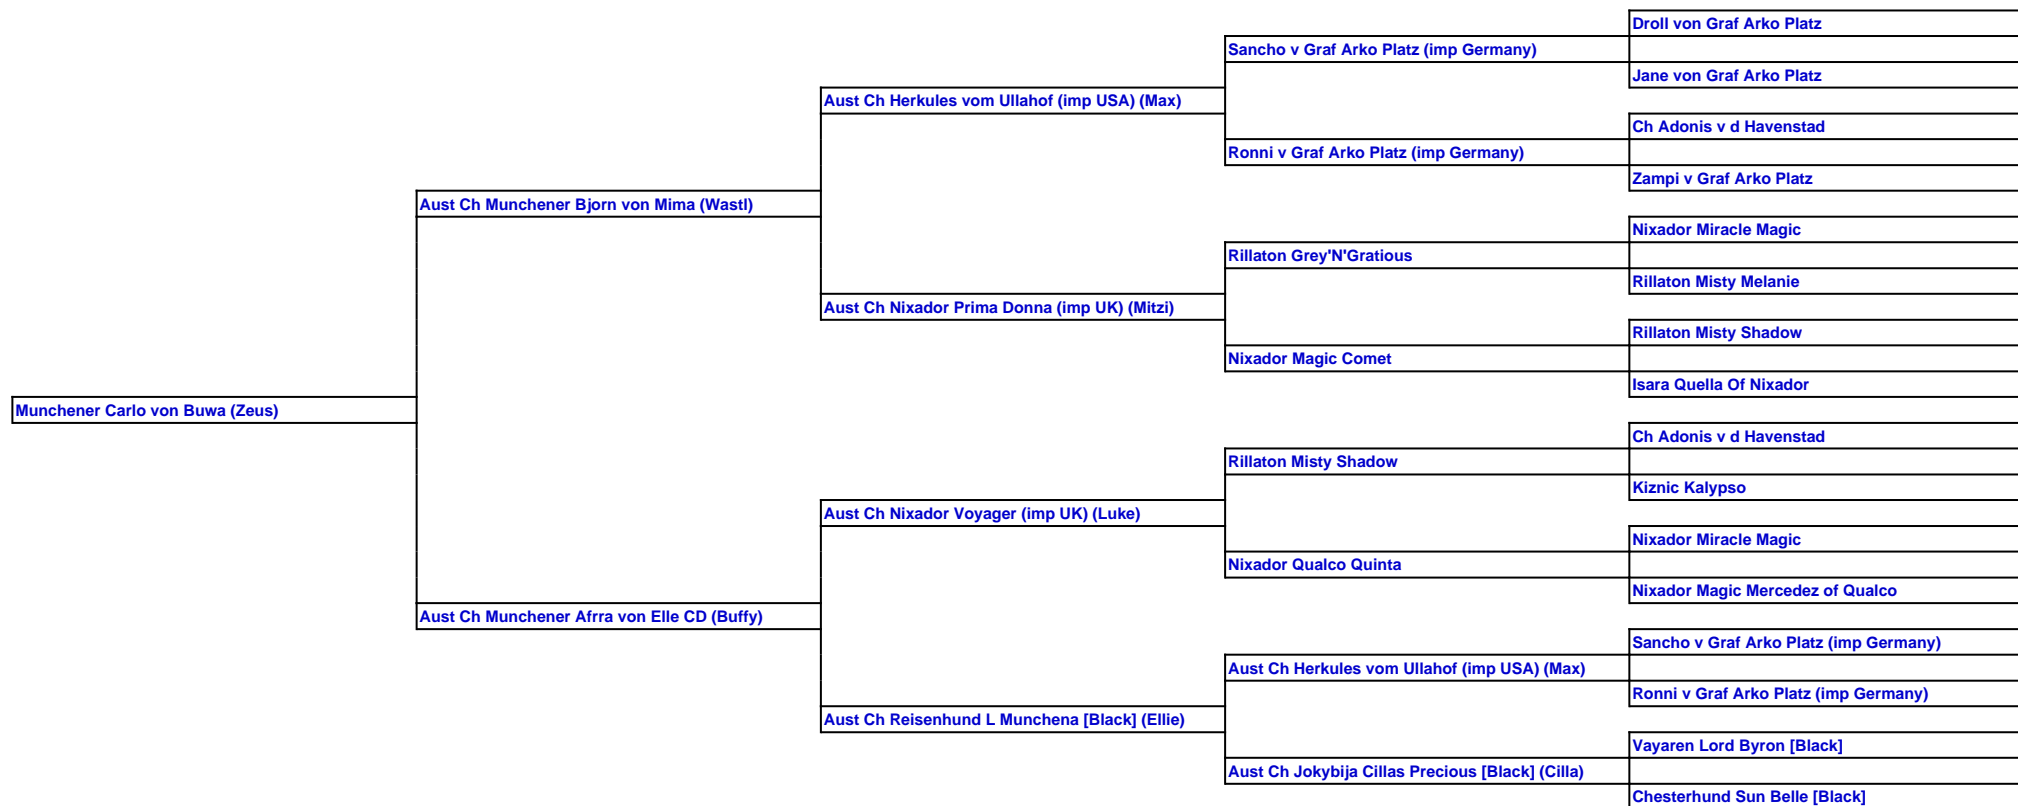 Droll von Graf Arko Platz
Sancho v Graf Arko Platz (imp Germany)
Jane von Graf Arko Platz
Aust Ch Herkules vom Ullahof (imp USA) (Max)
Ch Adonis v d Havenstad
Ronni v Graf Arko Platz (imp Germany)
Zampi v Graf Arko Platz
Aust Ch Munchener Bjorn von Mima (Wastl)
Nixador Miracle Magic
Rillaton Grey'N'Gratious
Rillaton Misty Melanie
Aust Ch Nixador Prima Donna (imp UK) (Mitzi)
Rillaton Misty Shadow
Nixador Magic Comet
Isara Quella Of Nixador
Munchener Carlo von Buwa (Zeus)
Ch Adonis v d Havenstad
Rillaton Misty Shadow
Kiznic Kalypso
Aust Ch Nixador Voyager (imp UK) (Luke)
Nixador Miracle Magic
Nixador Qualco Quinta
Nixador Magic Mercedez of Qualco
Aust Ch Munchener Afrra von Elle CD (Buffy)
Sancho v Graf Arko Platz (imp Germany)
Aust Ch Herkules vom Ullahof (imp USA) (Max)
Ronni v Graf Arko Platz (imp Germany)
Aust Ch Reisenhund L Munchena [Black] (Ellie)
Vayaren Lord Byron [Black]
Aust Ch Jokybija Cillas Precious [Black] (Cilla)
Chesterhund Sun Belle [Black]